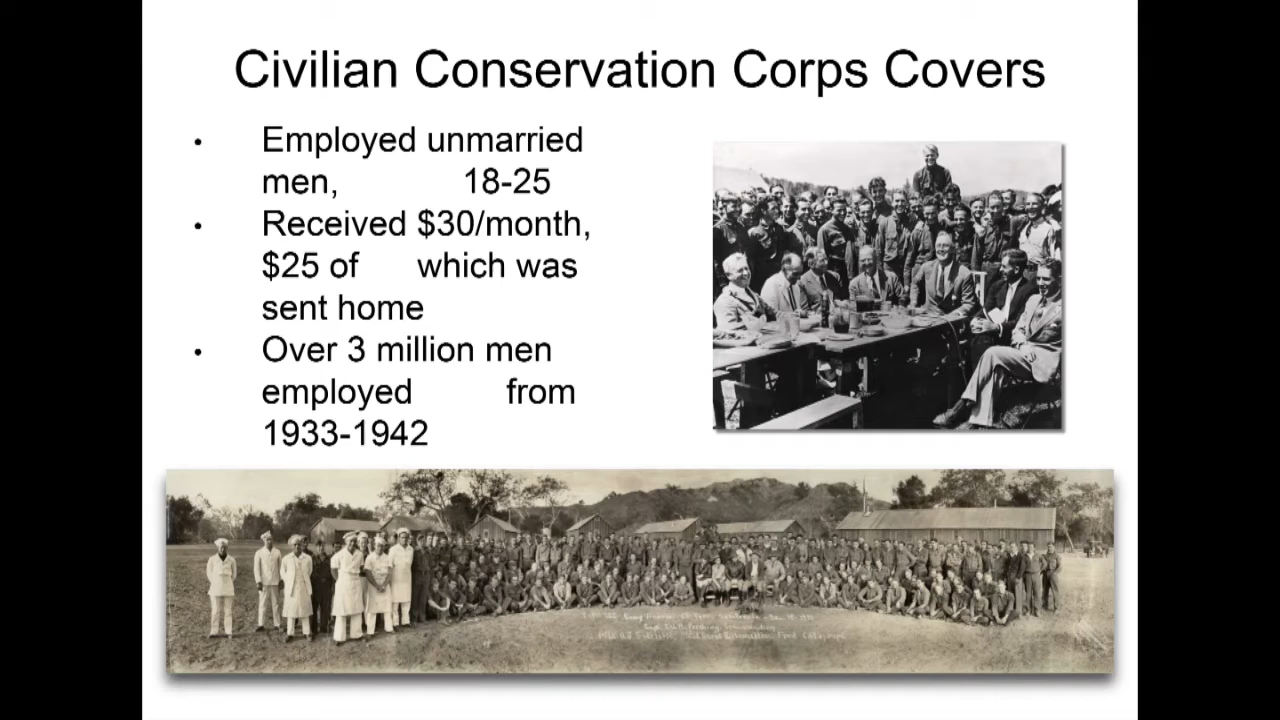 Civilian Conservation Corps Covers
• Employed unmarried
men, 18-25
• Received $30/month,
$25 of which was
sent home
• Over 3 million men
employed from
1933-1942